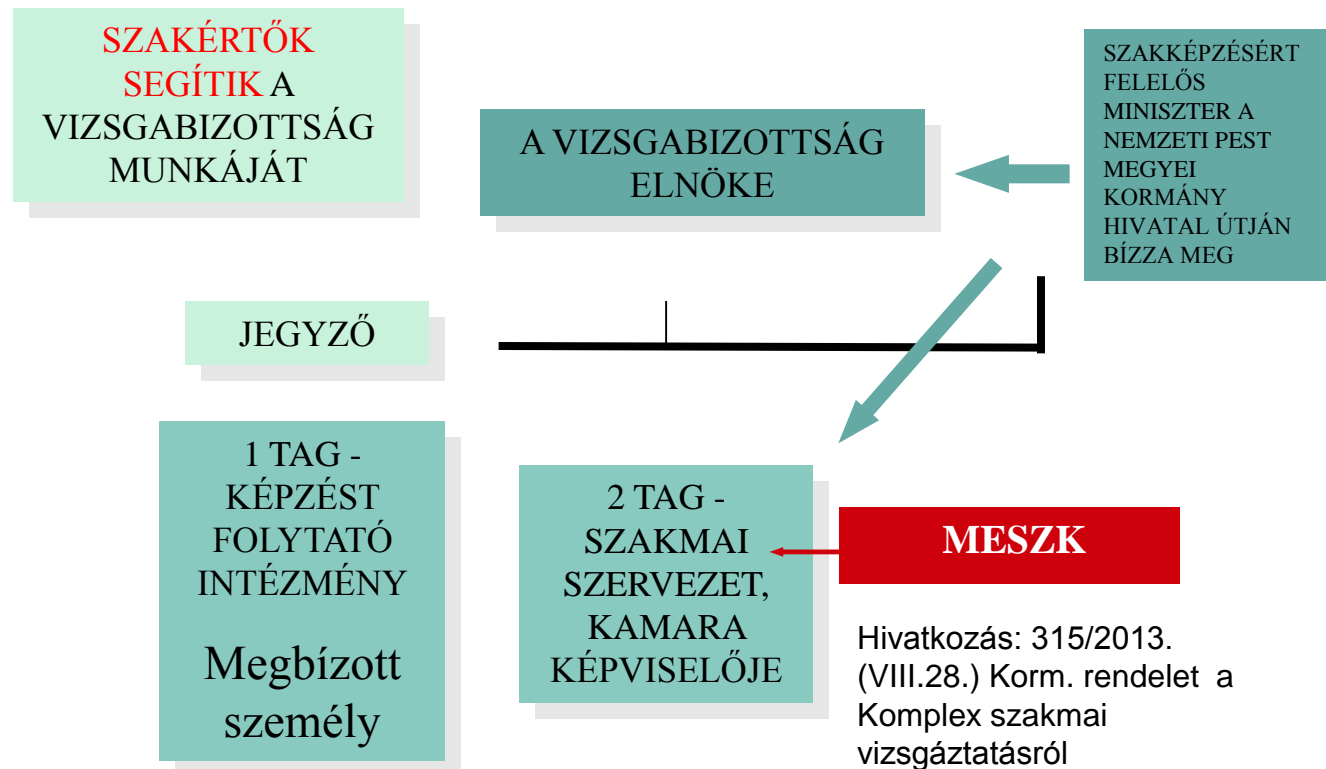 SZAKÉRTŐK
SEGÍTIK A
VIZSGABIZOTTSÁG
MUNKÁJÁT
A VIZSGABIZOTTSÁG
ELNÖKE
SZAKKÉPZÉSÉRT
FELELŐS
MINISZTER A
NEMZETI PEST
MEGYEI
KORMÁNY
HIVATAL ÚTJÁN
BÍZZA MEG
JEGYZŐ
1 TAG -
KÉPZÉST
FOLYTATÓ
INTÉZMÉNY
Megbízott
személy
2 TAG -
SZAKMAI
SZERVEZET,
KAMARA
KÉPVISELŐJE
MESZK
Hivatkozás: 315/2013.
(VIII.28.) Korm. rendelet a
Komplex szakmai
vizsgáztatásról